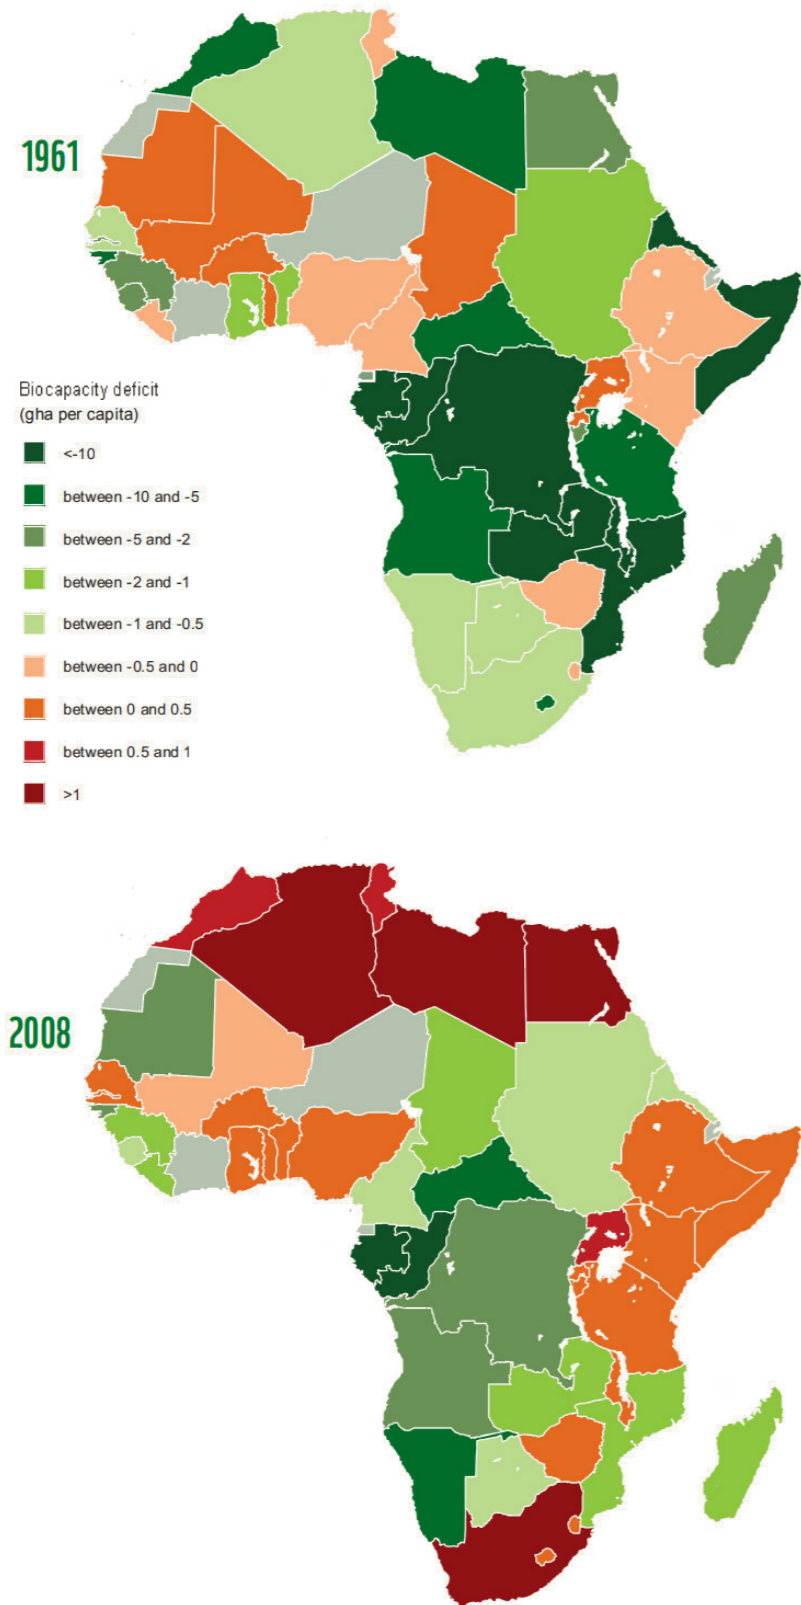 1961
Biocapacity deficit
(gha per capita)
<-10
between -10 and -5
between -5 and -2
between -2 and -1
between -1 and -0.5
between -0.5 and 0
between 0 and 0.5
between 0.5 and 1
>1
2008